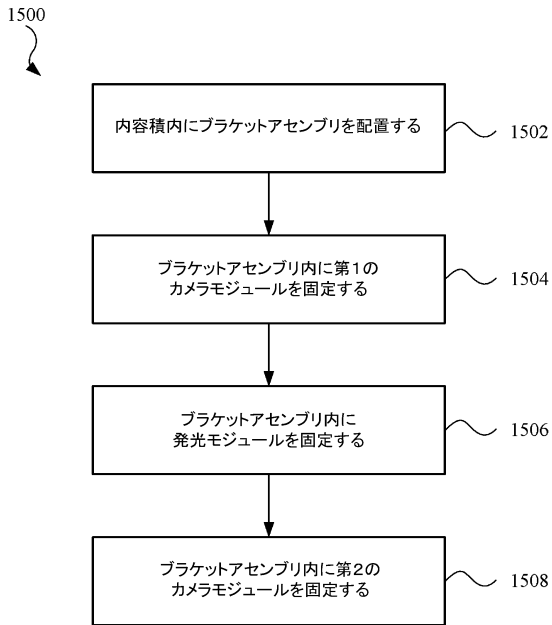 1500
内容積内にブラケットアセンブリを配置する
1502
ブラケットアセンブリ内に第1の
カメラモジュールを固定する
1504
ブラケットアセンブリ内に
発光モジュールを固定する
1506
ブラケットアセンブリ内に第2の
カメラモジュールを固定する
1508